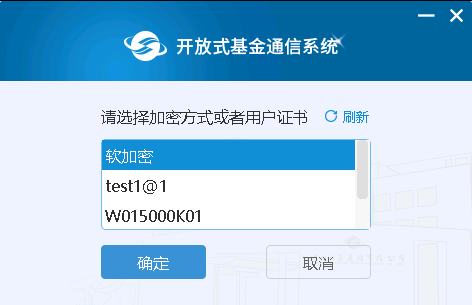 开放式基金通信系统
请选择加密方式或者用户证书 刷新
软加密
test1@1
W015000K01
确定 取消